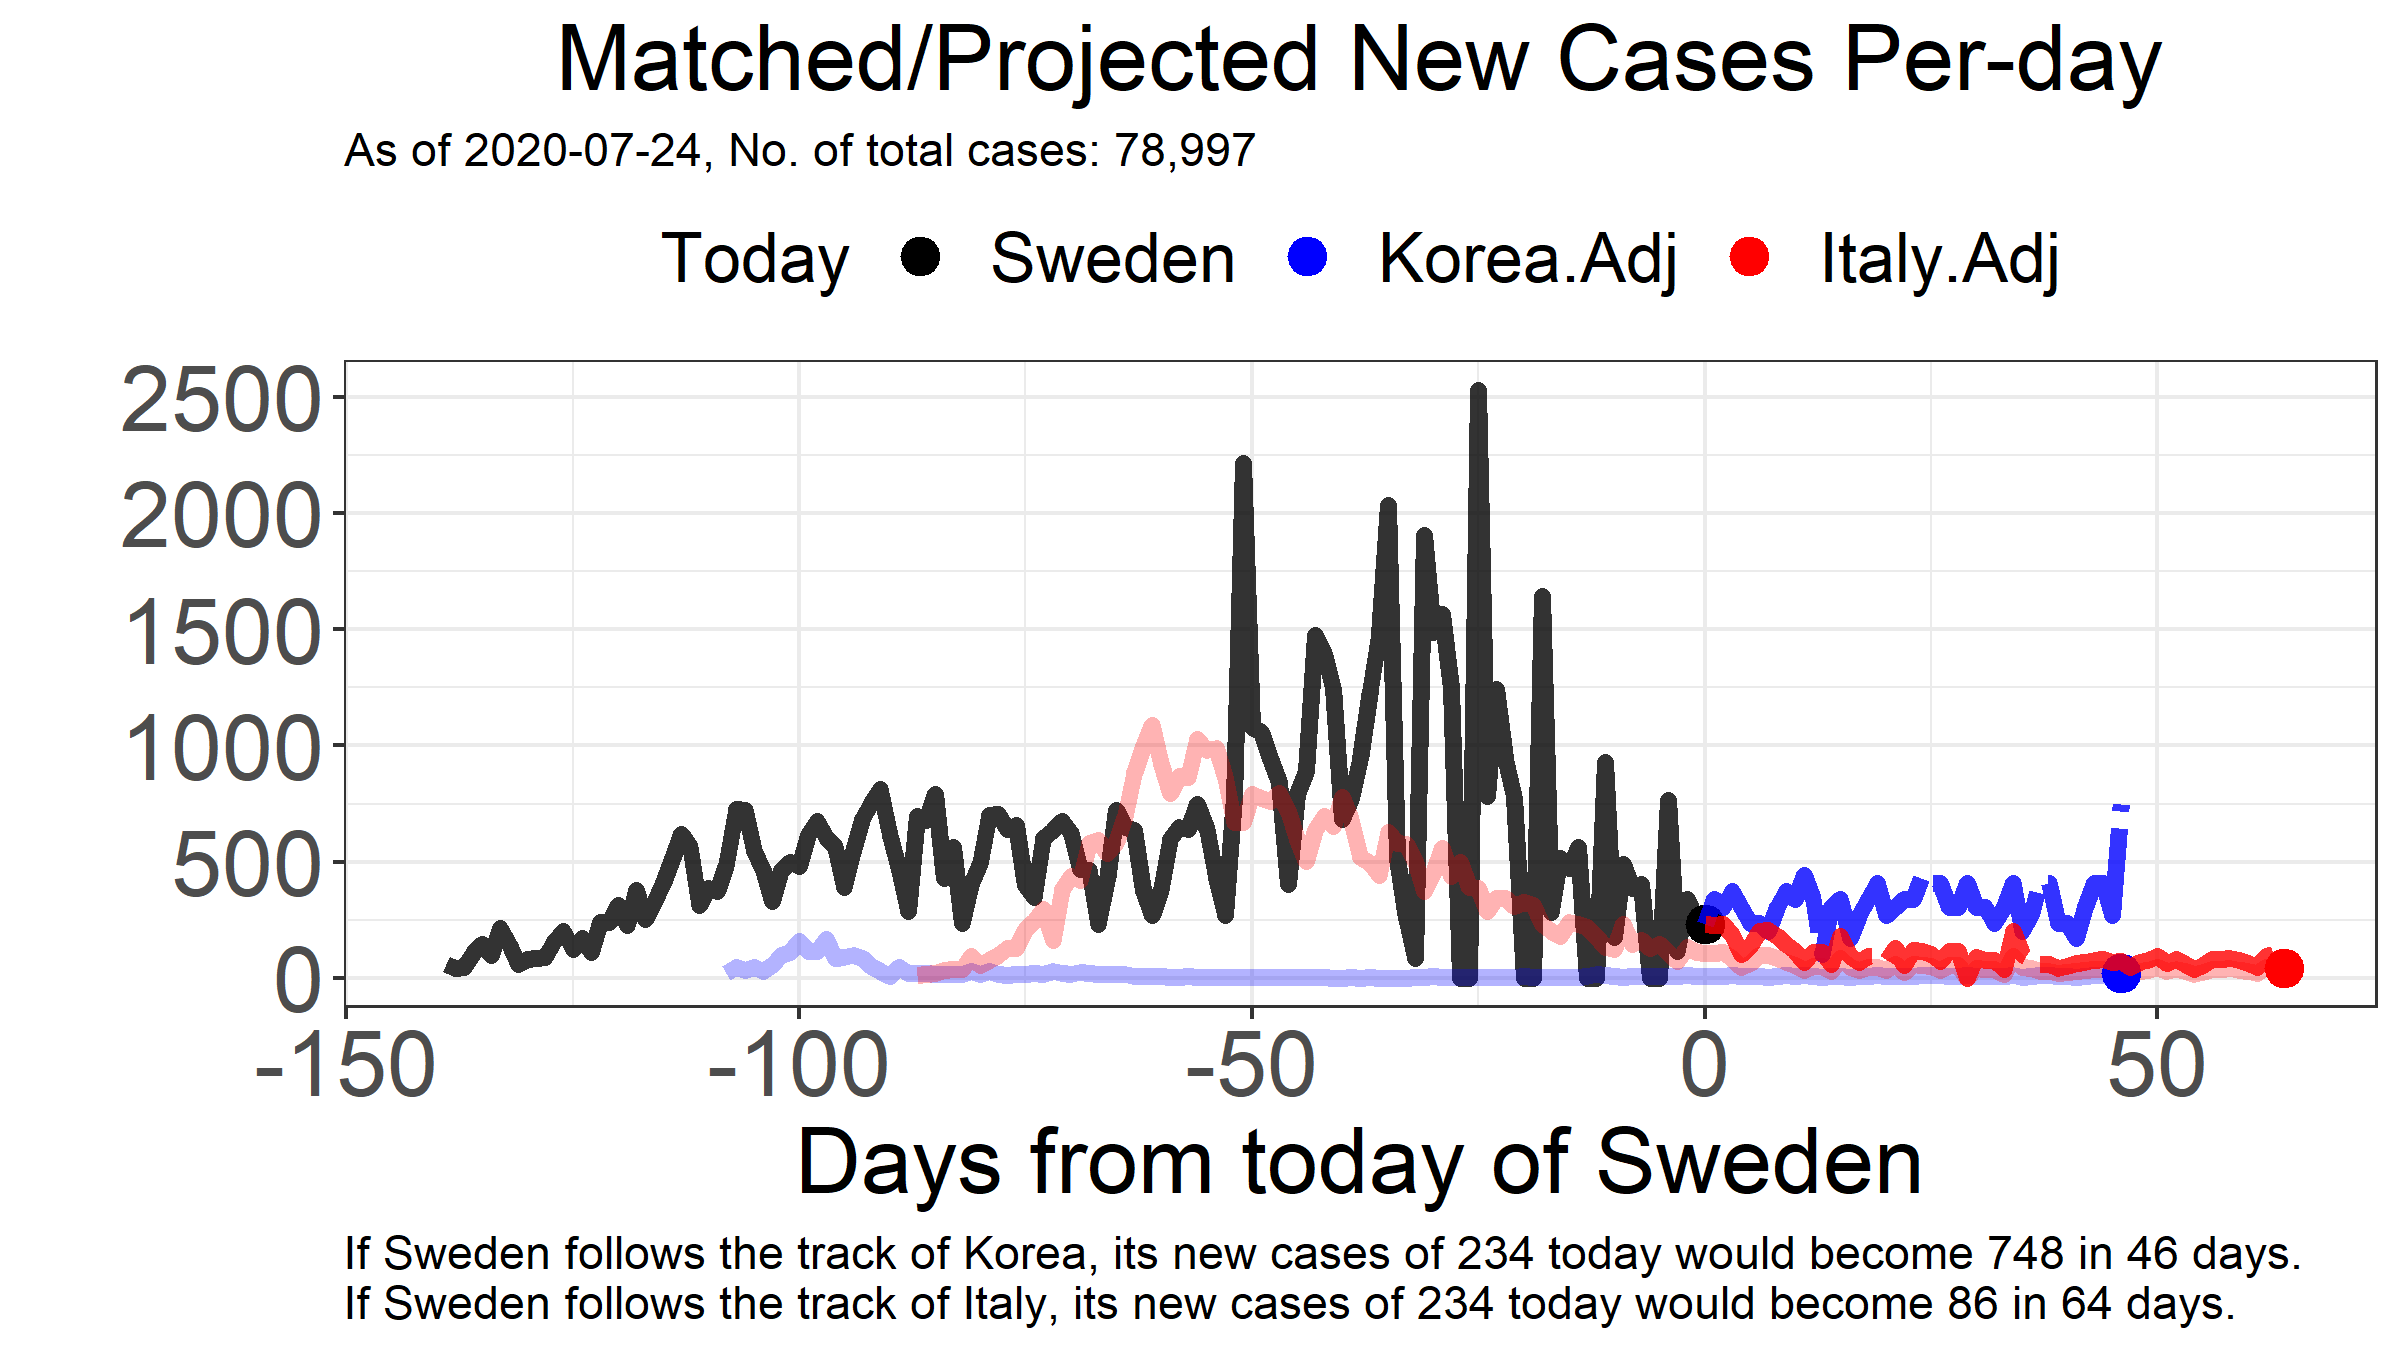 Matched/Projected New Cases Per-day
As of 2020-07-24, No. of total cases: 78,997
Today Sweden Korea.Adj Italy.Adj
2500
2000
1500
1000
500
0
-150 -100 -50 0 50
Days from today of Sweden
If Sweden follows the track of Korea, its new cases of 234 today would become 748 in 46 days.
If Sweden follows the track of Italy, its new cases of 234 today would become 86 in 64 days.